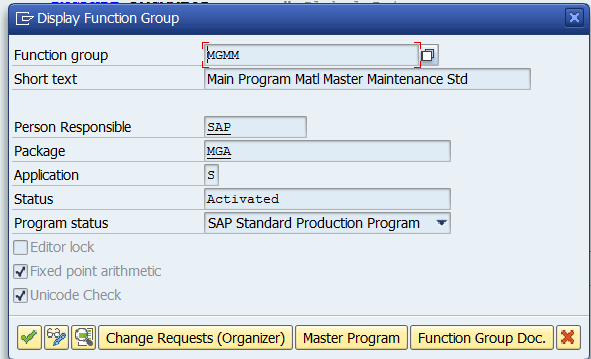 Display Function Group
Function group MGMM
Short text Main Program Matl Master Maintenance Std
Person Responsible SAP
Package MGA
Application S
Status Activated
Program status SAP Standard Production Program
Editor lock
Fixed point arithmetic
Unicode Check
Change Requests (Organizer) Master Program Function Group Doc.